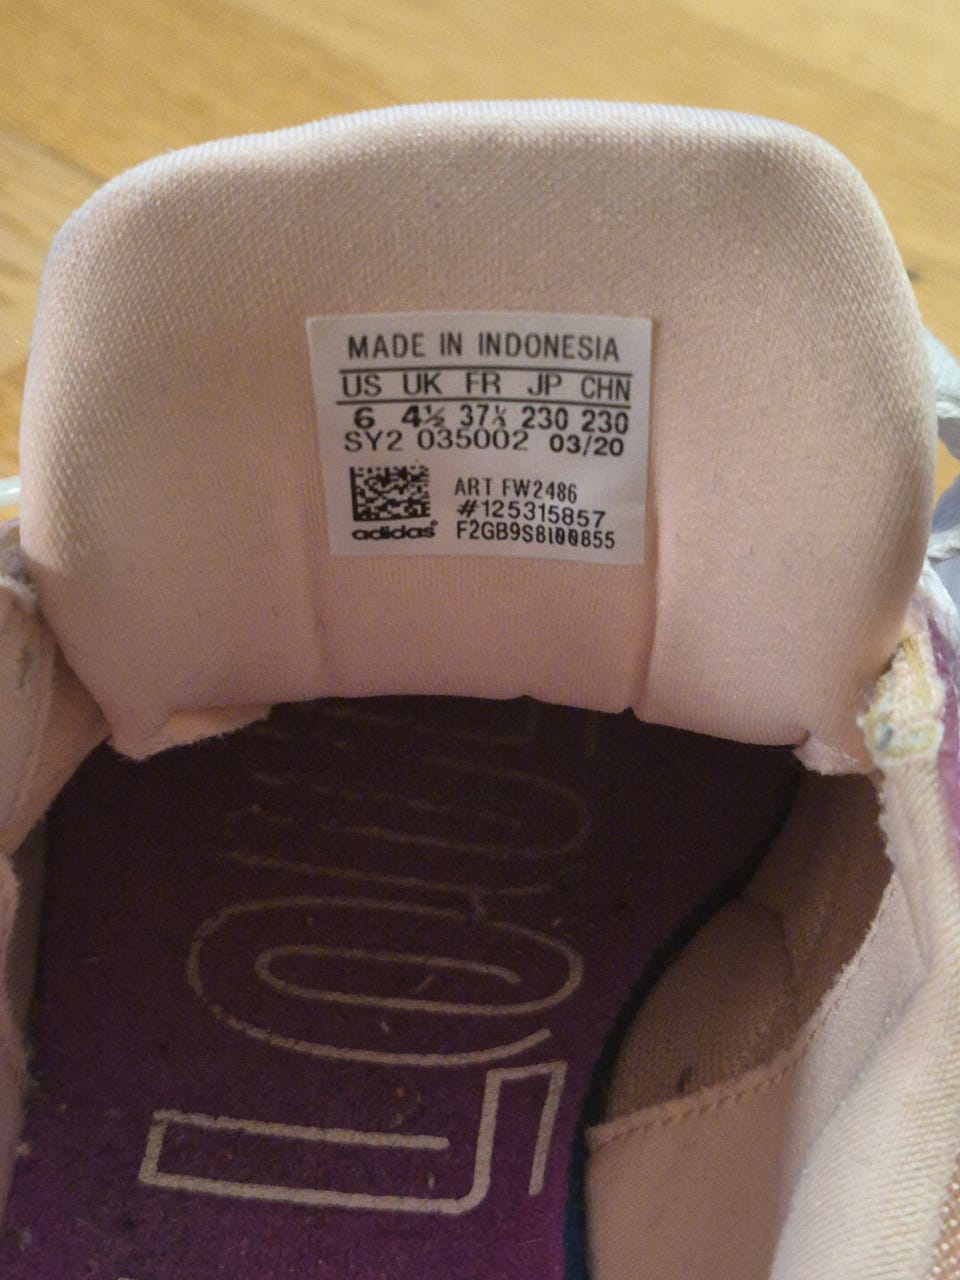 MADE IN INDONESIA
US UK FR JP CHN
6 4½ 37⅓ 230 230
SY2 035002 03/20
ART FW2486
#125315857
adidas® F2GB9S8100855